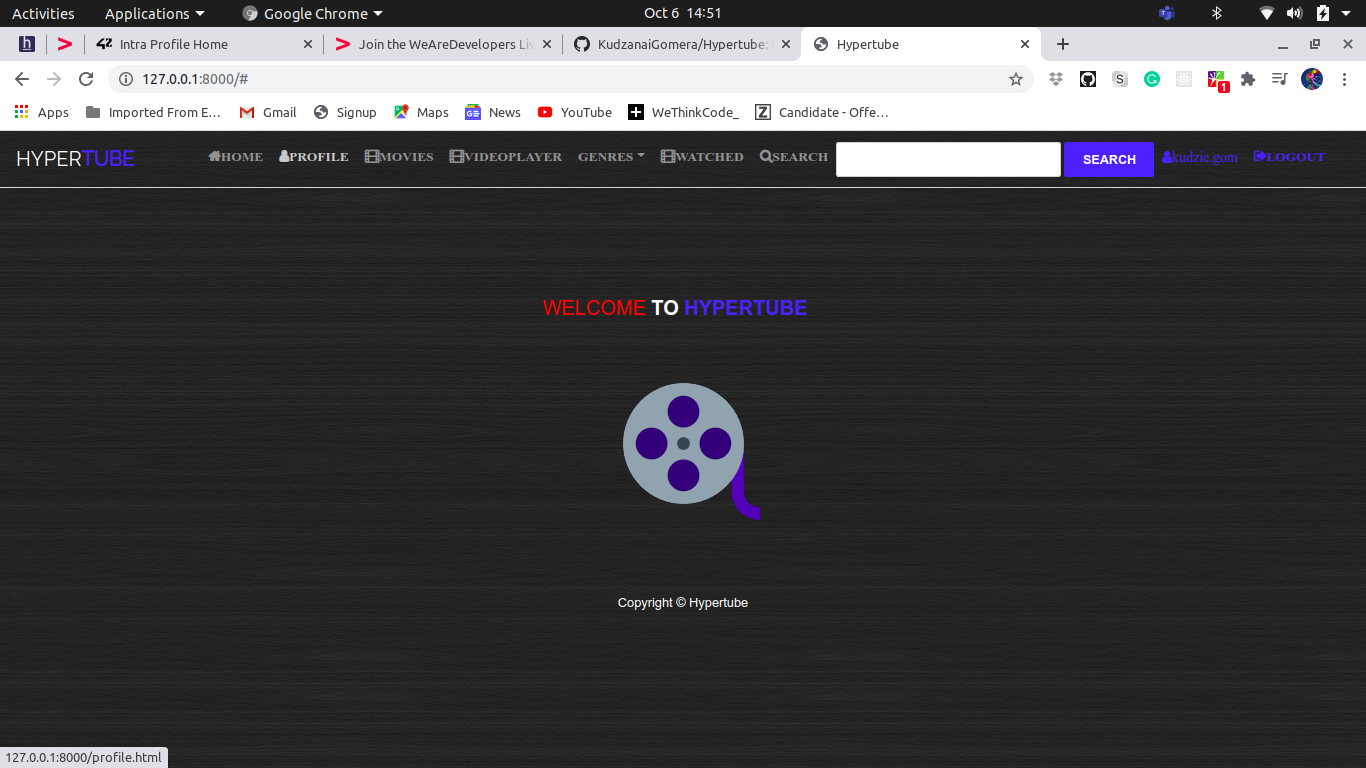 Activities Applications Google Chrome Oct 6 14:51
h Intra Profile Home Join the WeAreDevelopers Li KudzanaiGomera/Hypertube: Hypertube
127.0.0.1:8000/#
S 1
Apps Imported From E... Gmail Signup Maps News YouTube WeThinkCode_ Candidate - Offe...
HYPERTUBE HOME PROFILE MOVIES VIDEOPLAYER GENRES WATCHED SEARCH SEARCH kudzie.gom LOGOUT
WELCOME TO HYPERTUBE
Copyright © Hypertube
127.0.0.1:8000/profile.html